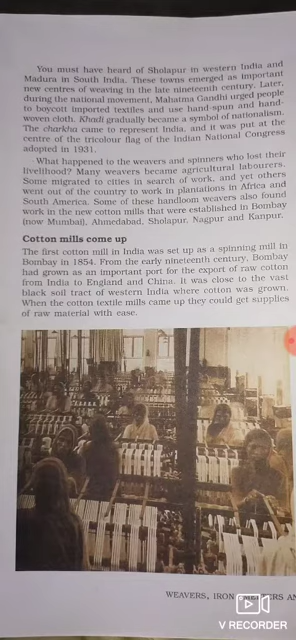 You must have heard of Sholapur in western India and
Madura in South India. These towns emerged as important
new centres of weaving in the late nineteenth century. Later,
during the national movement, Mahatma Gandhi urged people
to boycott imported textiles and use hand-spun and hand-
woven cloth. Khadi gradually became a symbol of nationalism.
The charkha came to represent India, and it was put at the
centre of the tricolour flag of the Indian National Congress
adopted in 1931.
What happened to the weavers and spinners who lost their
livelihood? Many weavers became agricultural labourers.
Some migrated to cities in search of work, and yet others
went out of the country to work in plantations in Africa and
South America. Some of these handloom weavers also found
work in the new cotton mills that were established in Bombay
(now Mumbai), Ahmedabad, Sholapur, Nagpur and Kanpur.
Cotton mills come up
The first cotton mill in India was set up as a spinning mill in
Bombay in 1854. From the early nineteenth century, Bombay
had grown as an important port for the export of raw cotton
from India to England and China. It was close to the vast
black soil tract of western India where cotton was grown.
When the cotton textile mills came up they could get supplies
of raw material with ease.
WEAVERS, IRON
V RECORDER